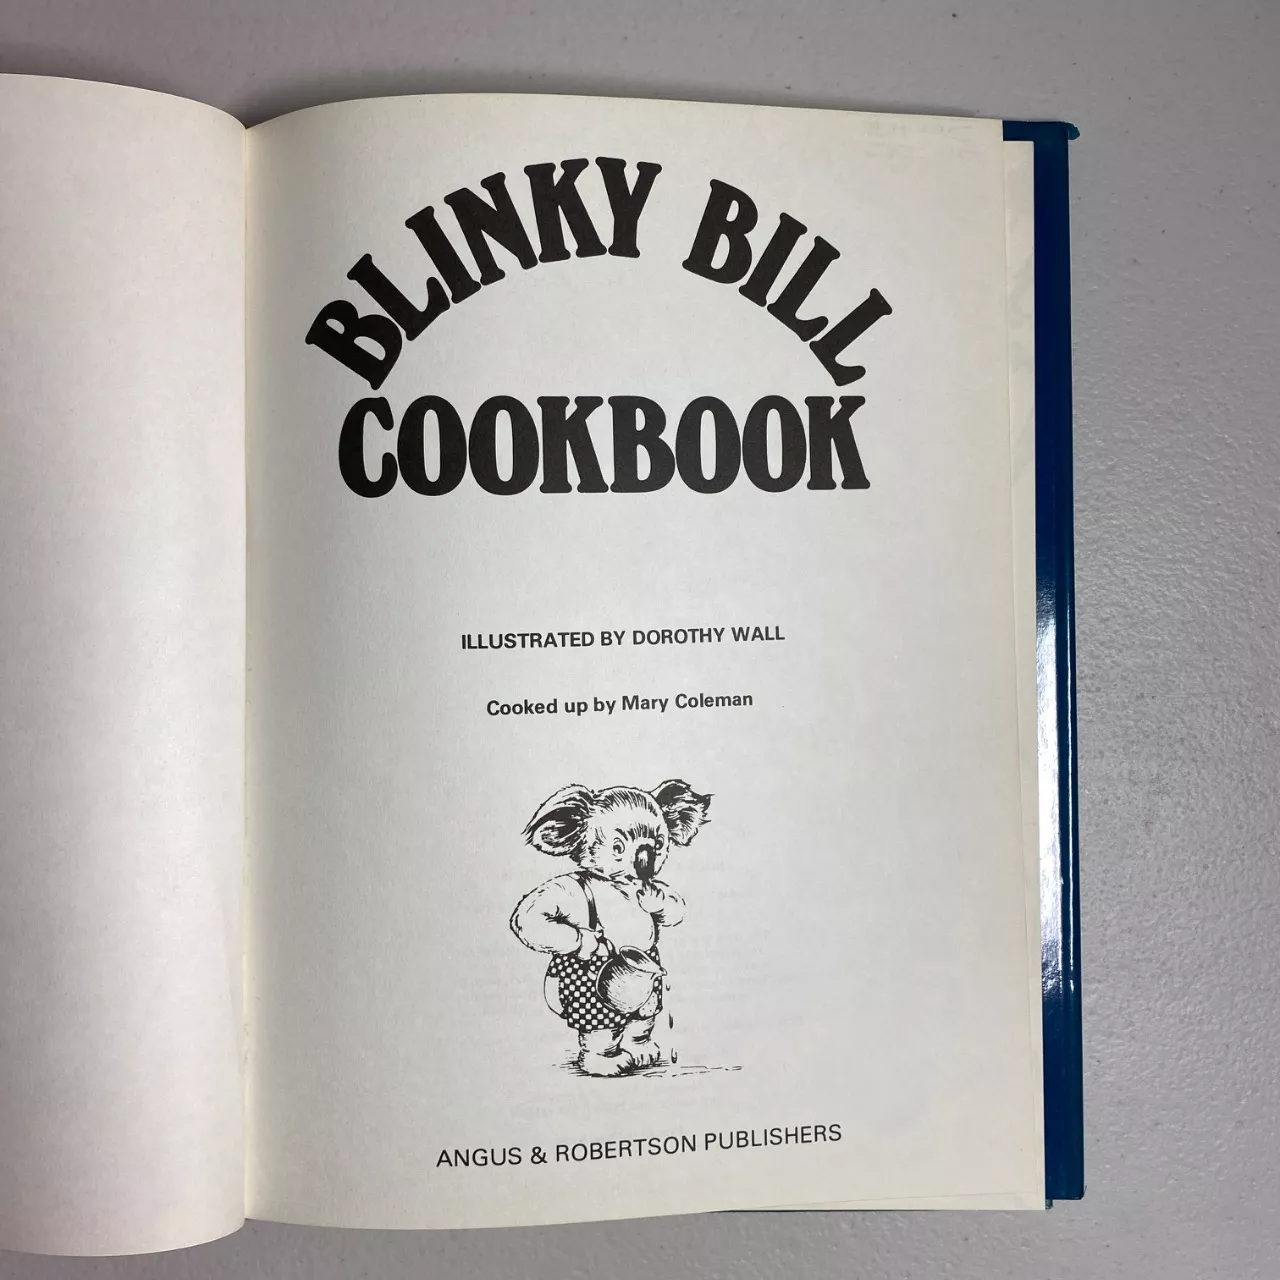 BLINKY BILL
COOKBOOK
ILLUSTRATED BY DOROTHY WALL
Cooked up by Mary Coleman
ANGUS & ROBERTSON PUBLISHERS